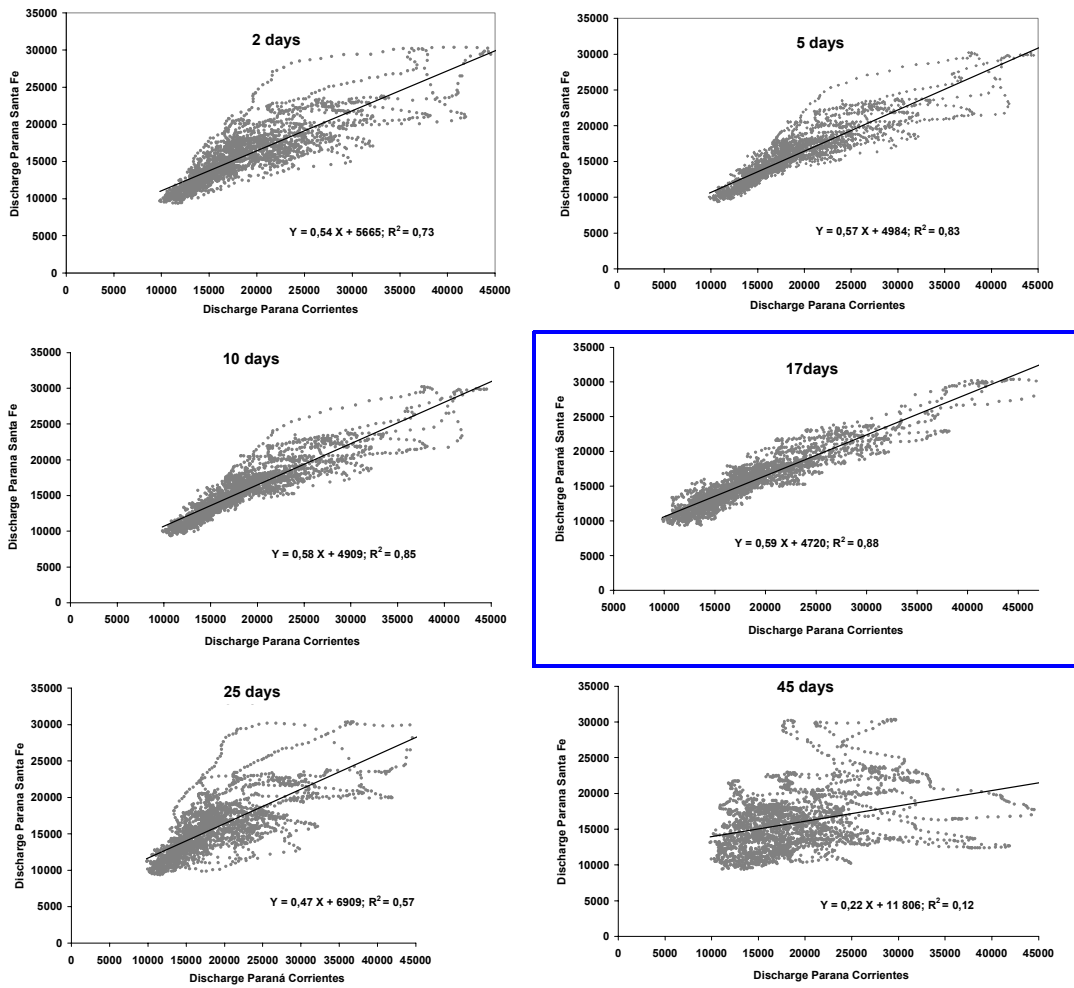 2 days
Discharge Parana Santa Fe
35000
30000
25000
20000
15000
10000
5000
0
Y = 0,54 X + 5665; R² = 0,73
0 5000 10000 15000 20000 25000 30000 35000 40000 45000
Discharge Parana Corrientes
5 days
Discharge Parana Santa Fe
35000
30000
25000
20000
15000
10000
5000
0
Y = 0,57 X + 4984; R² = 0,83
0 5000 10000 15000 20000 25000 30000 35000 40000 45000
Discharge Parana Corrientes
10 days
Discharge Parana Santa Fe
35000
30000
25000
20000
15000
10000
5000
0
Y = 0,58 X + 4909; R² = 0,85
0 5000 10000 15000 20000 25000 30000 35000 40000 45000
Discharge Parana Corrientes
17days
Discharge Paraná Santa Fe
35000
30000
25000
20000
15000
10000
5000
0
Y = 0,59 X + 4720; R² = 0,88
5000 10000 15000 20000 25000 30000 35000 40000 45000
Discharge Parana Corrientes
25 days
Discharge Parana Santa Fe
35000
30000
25000
20000
15000
10000
5000
0
Y = 0,47 X + 6909; R² = 0,57
0 5000 10000 15000 20000 25000 30000 35000 40000 45000
Discharge Paraná Corrientes
45 days
Discharge Parana Santa Fe
35000
30000
25000
20000
15000
10000
5000
0
Y = 0,22 X + 11 806; R² = 0,12
0 5000 10000 15000 20000 25000 30000 35000 40000 45000
Discharge Parana Corrientes